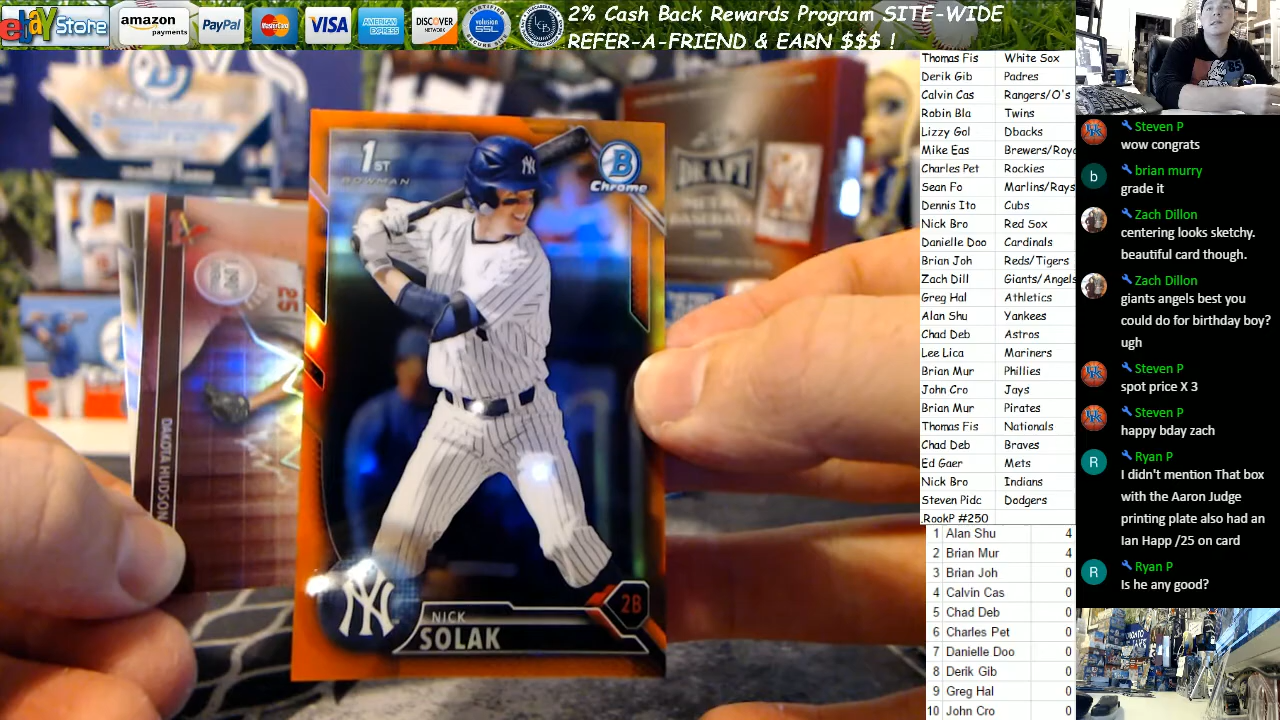 ebay Store
amazon payments
PayPal
MasterCard
VISA
AMERICAN EXPRESS
DISCOVER NETWORK
volusion SSL
2% Cash Back Rewards Program SITE-WIDE
REFER-A-FRIEND & EARN $$$ !
Thomas Fis White Sox
Derik Gib Padres
Calvin Cas Rangers/O's
Robin Bla Twins
Lizzy Gol Dbacks
Mike Eas Brewers/Roya
Charles Pet Rockies
Sean Fo Marlins/Rays
Dennis Ito Cubs
Nick Bro Red Sox
Danielle Doo Cardinals
Brian Joh Reds/Tigers
Zach Dill Giants/Angels
Greg Hal Athletics
Alan Shu Yankees
Chad Deb Astros
Lee Lica Mariners
Brian Mur Phillies
John Cro Jays
Brian Mur Pirates
Thomas Fis Nationals
Chad Deb Braves
Ed Gaer Mets
Nick Bro Indians
Steven Pidc Dodgers
RookP #250
1 Alan Shu 4
2 Brian Mur 4
3 Brian Joh 0
4 Calvin Cas 0
5 Chad Deb 0
6 Charles Pet 0
7 Danielle Doo 0
8 Derik Gib 0
9 Greg Hal 0
10 John Cro 0
Steven P
wow congrats
b
brian murry
grade it
Zach Dillon
centering looks sketchy.
beautiful card though.
Zach Dillon
giants angels best you
could do for birthday boy?
ugh
Steven P
spot price X 3
Steven P
happy bday zach
R
Ryan P
I didn't mention That box
with the Aaron Judge
printing plate also had an
Ian Happ /25 on card
R
Ryan P
Is he any good?
1ST
BOWMAN
B
Chrome
NY
NY
NICK
SOLAK
2B
DRAFT
DAKOTA HUDSON
25